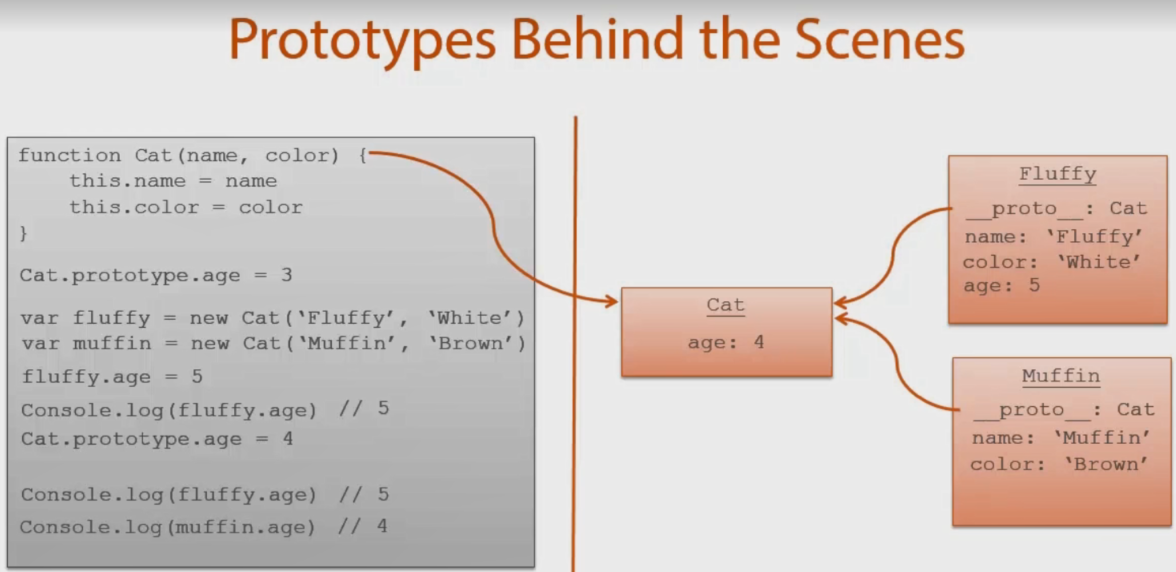 Prototypes Behind the Scenes
function Cat(name, color) {
    this.name = name
    this.color = color
}
Cat.prototype.age = 3
var fluffy = new Cat(‘Fluffy’, ‘White’)
var muffin = new Cat(‘Muffin’, ‘Brown’)
fluffy.age = 5
Console.log(fluffy.age) // 5
Cat.prototype.age = 4
Console.log(fluffy.age) // 5
Console.log(muffin.age) // 4
Cat
age: 4
Fluffy
__proto__: Cat
name: ‘Fluffy’
color: ‘White’
age: 5
Muffin
__proto__: Cat
name: ‘Muffin’
color: ‘Brown’